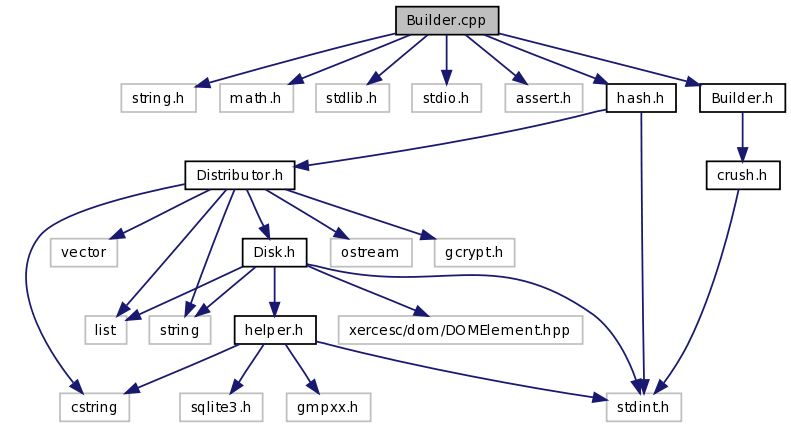 Builder.cpp
string.h
math.h
stdlib.h
stdio.h
assert.h
hash.h
Builder.h
Distributor.h
crush.h
vector
Disk.h
ostream
gcrypt.h
list
string
helper.h
xercesc/dom/DOMElement.hpp
cstring
sqlite3.h
gmpxx.h
stdint.h